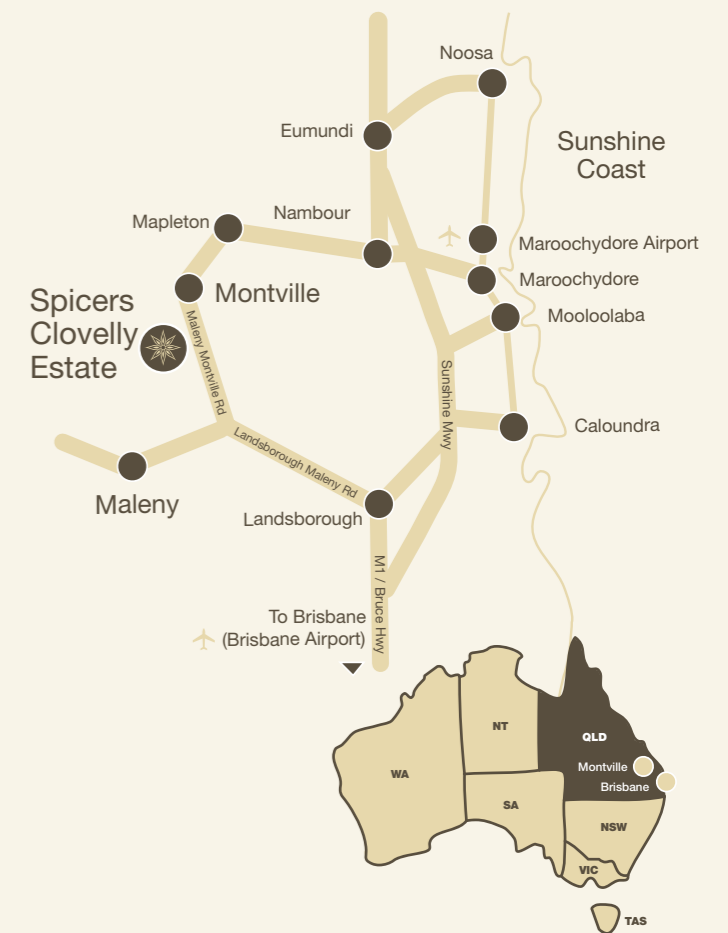 Noosa
Eumundi
Sunshine
Coast
Nambour
Mapleton
Maroochydore Airport
Maroochydore
Montville
Spicers
Clovelly
Estate
Mooloolaba
Maleny Montville Rd
Sunshine Mwy
Caloundra
Landsborough Maleny Rd
Maleny
Landsborough
M1 / Bruce Hwy
To Brisbane
(Brisbane Airport)
NT
QLD
WA
Montville
Brisbane
SA
NSW
VIC
TAS